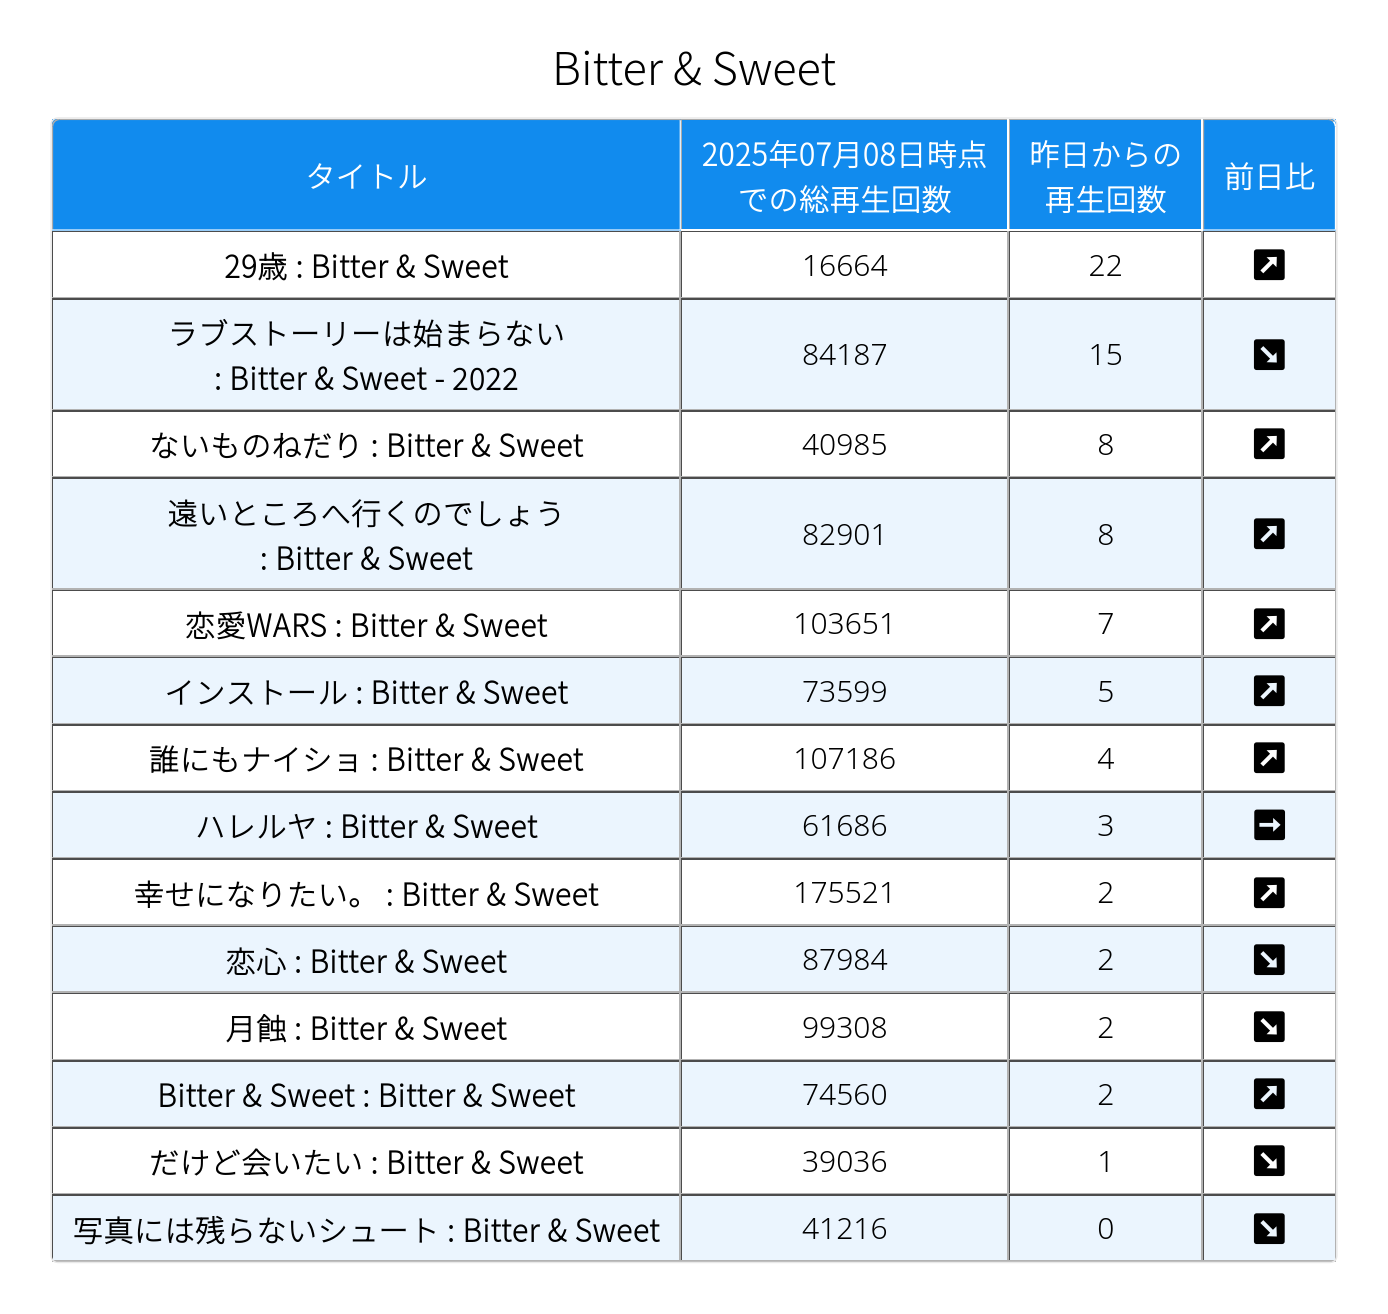 Bitter & Sweet
タイトル
2025年07月08日時点
での総再生回数
昨日からの
再生回数
前日比
29歳 : Bitter & Sweet
16664
22
ラブストーリーは始まらない
: Bitter & Sweet - 2022
84187
15
ないものねだり : Bitter & Sweet
40985
8
遠いところへ行くのでしょう
: Bitter & Sweet
82901
8
恋愛WARS : Bitter & Sweet
103651
7
インストール : Bitter & Sweet
73599
5
誰にもナイショ : Bitter & Sweet
107186
4
ハレルヤ : Bitter & Sweet
61686
3
幸せになりたい。 : Bitter & Sweet
175521
2
恋心 : Bitter & Sweet
87984
2
月蝕 : Bitter & Sweet
99308
2
Bitter & Sweet : Bitter & Sweet
74560
2
だけど会いたい : Bitter & Sweet
39036
1
写真には残らないシュート : Bitter & Sweet
41216
0